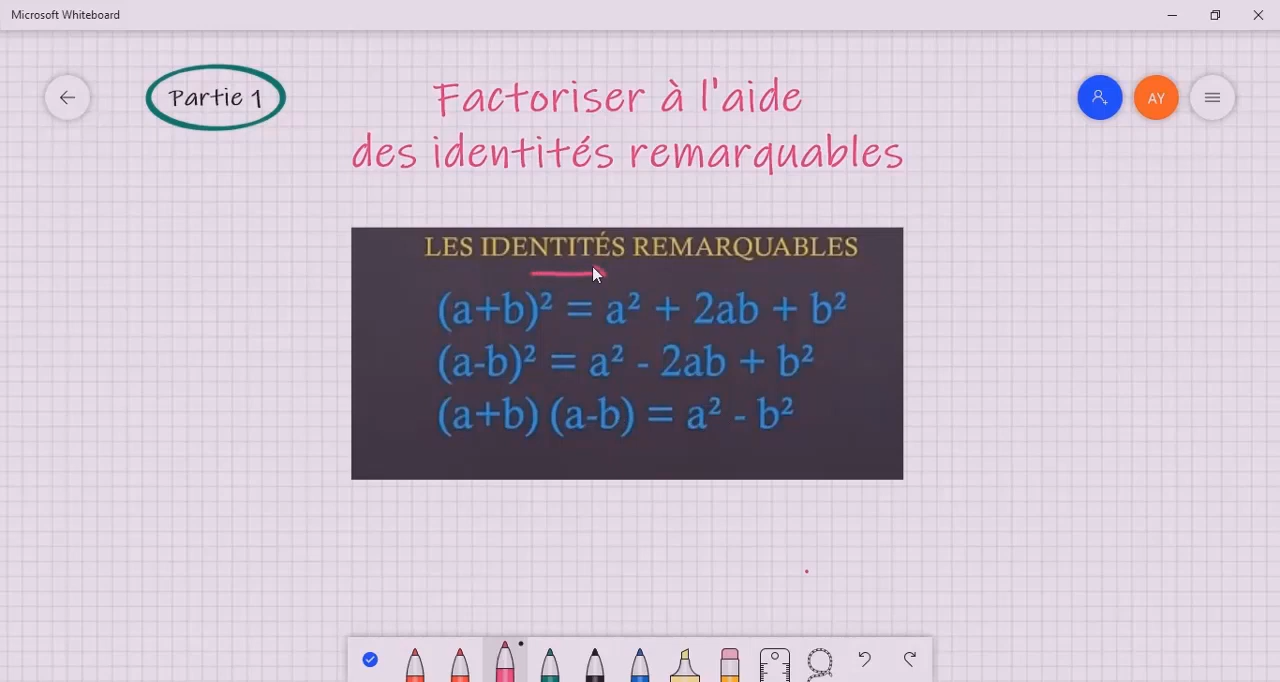 Microsoft Whiteboard
Partie 1
Factoriser à l'aide
des identités remarquables
AY
LES IDENTITÉS REMARQUABLES
(a+b)² = a² + 2ab + b²
(a-b)² = a² - 2ab + b²
(a+b) (a-b) = a² - b²